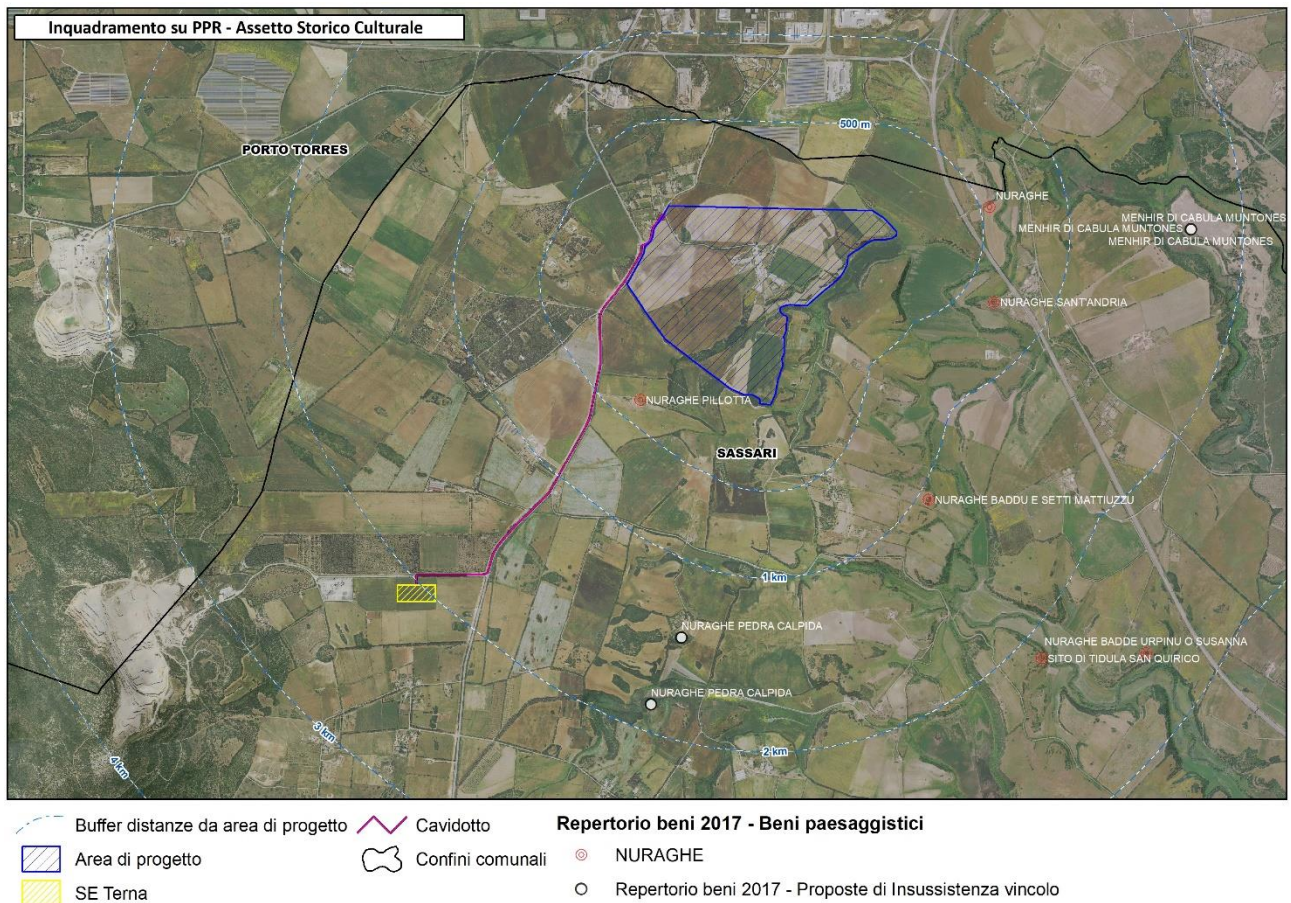 Inquadramento su PPR - Assetto Storico Culturale
500 m
PORTO TORRES
NURAGHE
MENHIR DI CABULA MUNTONES
MENHIR DI CABULA MUNTONES
MENHIR DI CABULA MUNTONES
NURAGHE SANT'ANDRIA
NURAGHE PILLOTTA
SASSARI
NURAGHE BADDU E SETTI MATTIUZZU
1 km
NURAGHE PEDRA CALPIDA
NURAGHE BADDE URPINU O SUSANNA
SITO DI TIDULA SAN QUIRICO
NURAGHE PEDRA CALPIDA
3 km
2 km
4 km
Buffer distanze da area di progetto
Area di progetto
SE Terna
Cavidotto
Confini comunali
Repertorio beni 2017 - Beni paesaggistici
NURAGHE
Repertorio beni 2017 - Proposte di Insussistenza vincolo